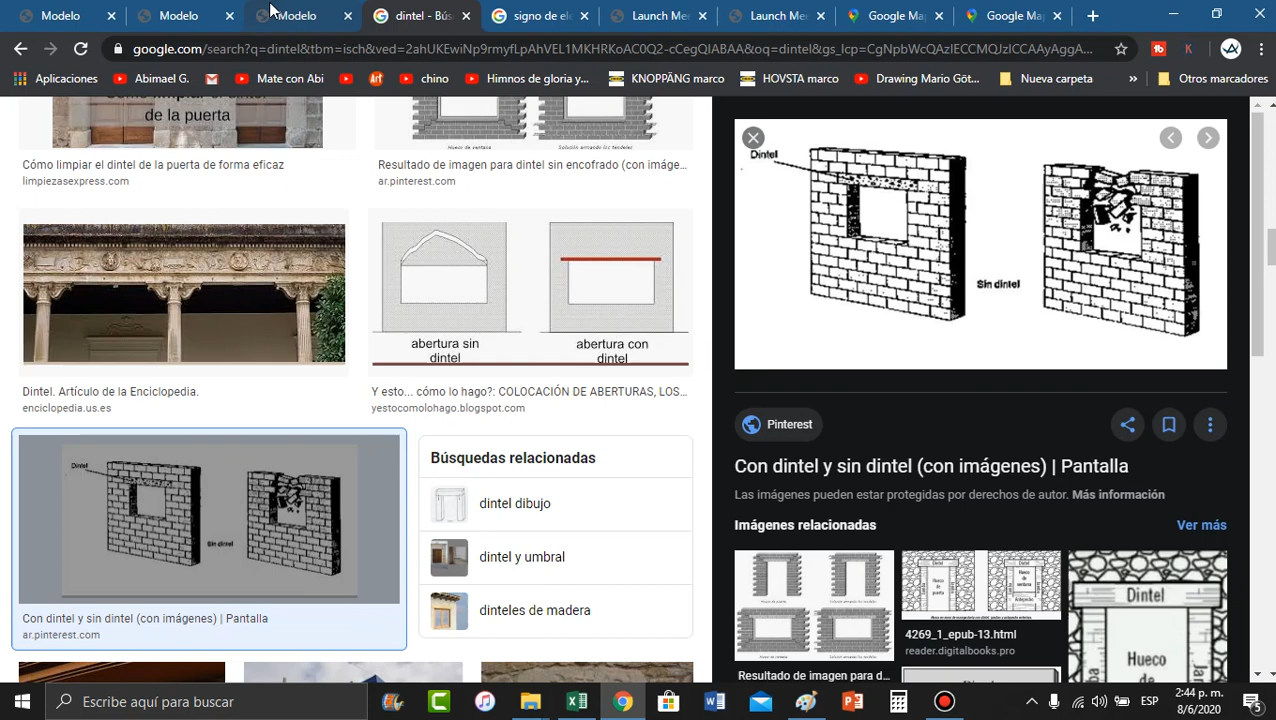 Modelo
Modelo
Modelo
dintel - Bús
signo de el
Launch Me
Launch Me
Google Ma
Google Ma
google.com/search?q=dintel&tbm=isch&ved=2ahUKEwiNp9rmyfLpAhVEL1MKHRKoAC0Q2-cCegQIABAA&oq=dintel&gs_lcp=CgNpbWcQAzIECCMQJzICCAAyAgg...
Aplicaciones
Abimael G.
Mate con Abi
Art
chino
Himnos de gloria y...
KNOPPÄNG marco
HOVSTA marco
Drawing Mario Göt...
Nueva carpeta
»
Otros marcadores
de la puerta
Hueco de ventana
Cómo limpiar el dintel de la puerta de forma eficaz
limpiezasexpress.com
Resultado de imagen para dintel sin encofrado (con imáge...
ar.pinterest.com
abertura sin
dintel
abertura con
dintel
Dintel. Artículo de la Enciclopedia.
enciclopedia.us.es
Y esto... cómo lo hago?: COLOCACIÓN DE ABERTURAS, LOS...
yestocomolohago.blogspot.com
Dintel
Sin dintel
Con dintel y sin dintel (con imágenes) | Pantalla
ar.pinterest.com
Búsquedas relacionadas
dintel dibujo
dintel y umbral
dinteles de madera
Dintel
Sin dintel
Pinterest
Con dintel y sin dintel (con imágenes) | Pantalla
Las imágenes pueden estar protegidas por derechos de autor. Más información
Imágenes relacionadas
Ver más
Resultado de imagen para d...
4269_1_epub-13.html
reader.digitalbooks.pro
Dintel
Hueco
Escribe aquí para buscar
ESP
2:44 p. m.
8/6/2020
5